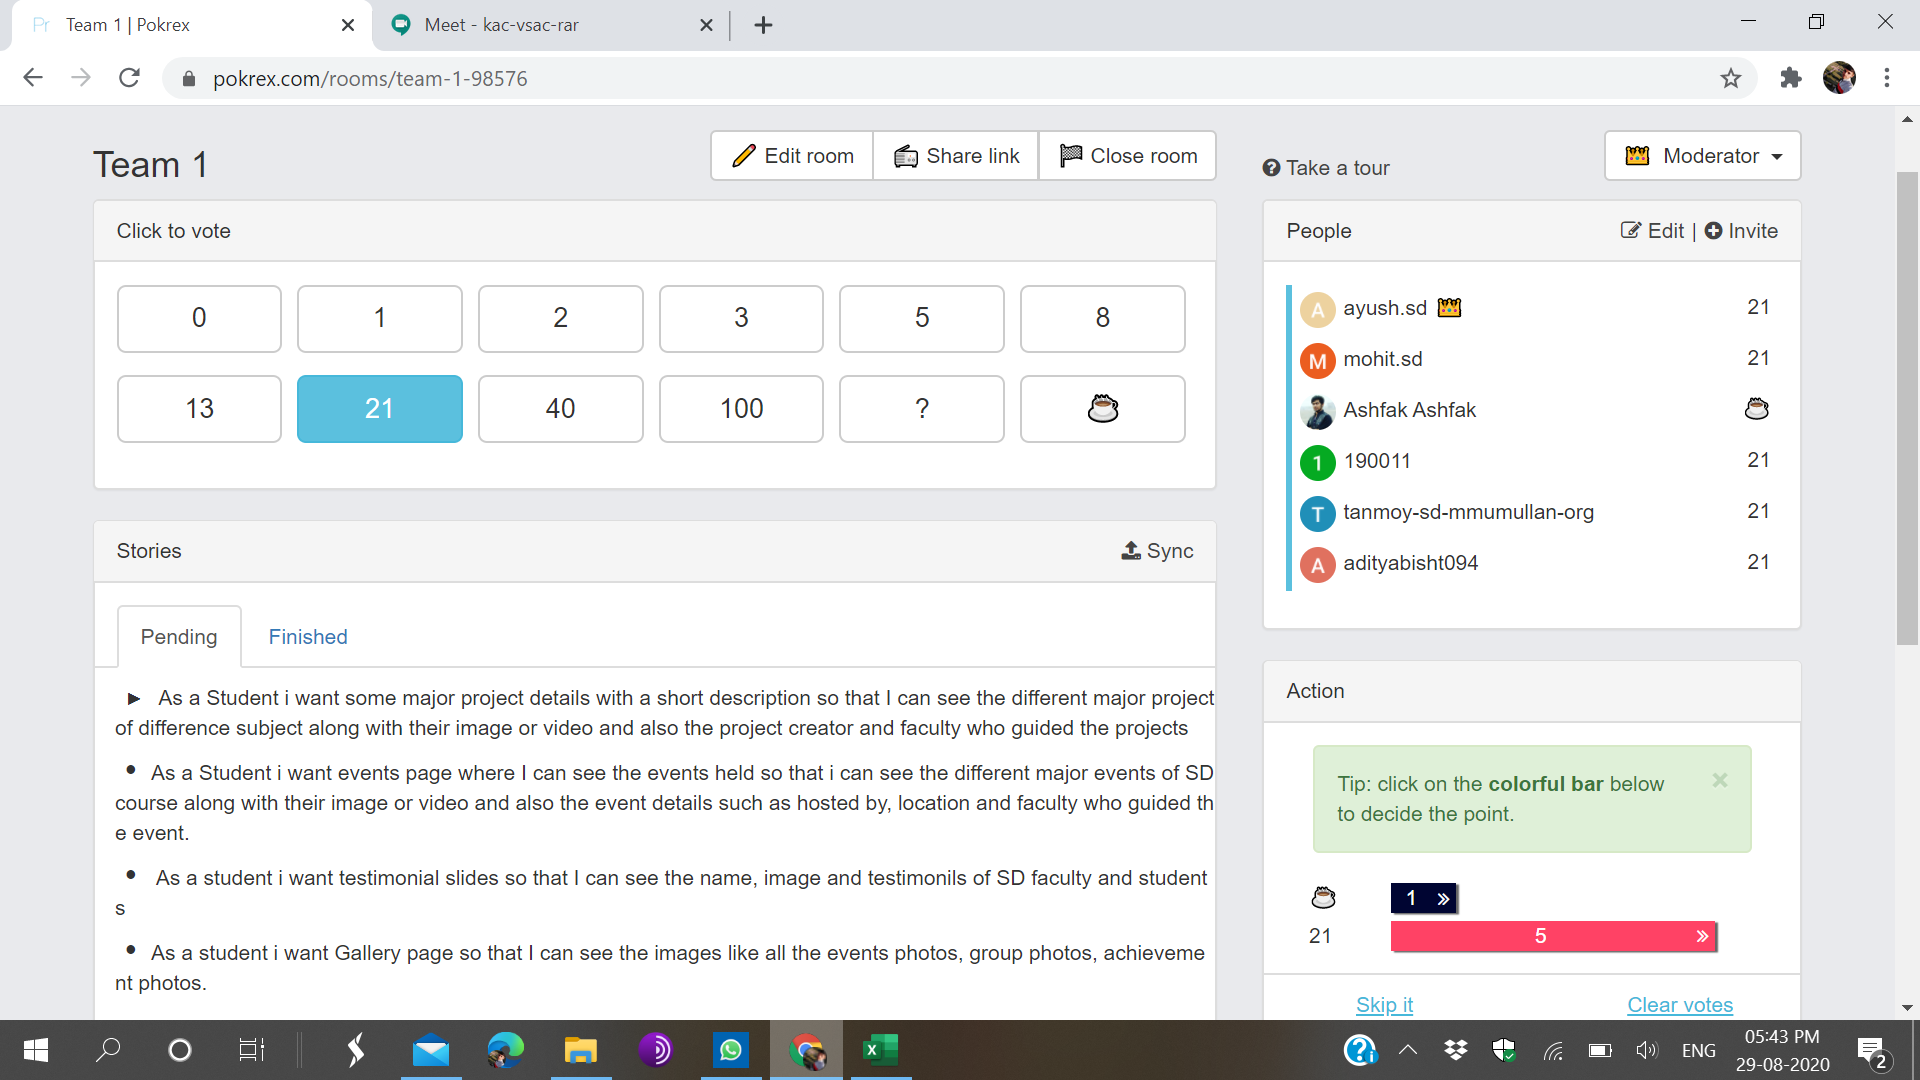 Team 1 | Pokrex
Meet - kac-vsac-rar
pokrex.com/rooms/team-1-98576
Team 1
Edit room
Share link
Close room
Take a tour
Moderator
Click to vote
0
1
2
3
5
8
13
21
40
100
?
People
Edit | Invite
A ayush.sd 21
M mohit.sd 21
Ashfak Ashfak
1 190011 21
T tanmoy-sd-mmumullan-org 21
A adityabisht094 21
Stories
Sync
Pending
Finished
As a Student i want some major project details with a short description so that I can see the different major project
of difference subject along with their image or video and also the project creator and faculty who guided the projects
As a Student i want events page where I can see the events held so that i can see the different major events of SD
course along with their image or video and also the event details such as hosted by, location and faculty who guided th
e event.
As a student i want testimonial slides so that I can see the name, image and testimonils of SD faculty and student
s
As a student i want Gallery page so that I can see the images like all the events photos, group photos, achieveme
nt photos.
Action
Tip: click on the colorful bar below
to decide the point.
1 »
21 5 »
Skip it
Clear votes
ENG
05:43 PM
29-08-2020
2